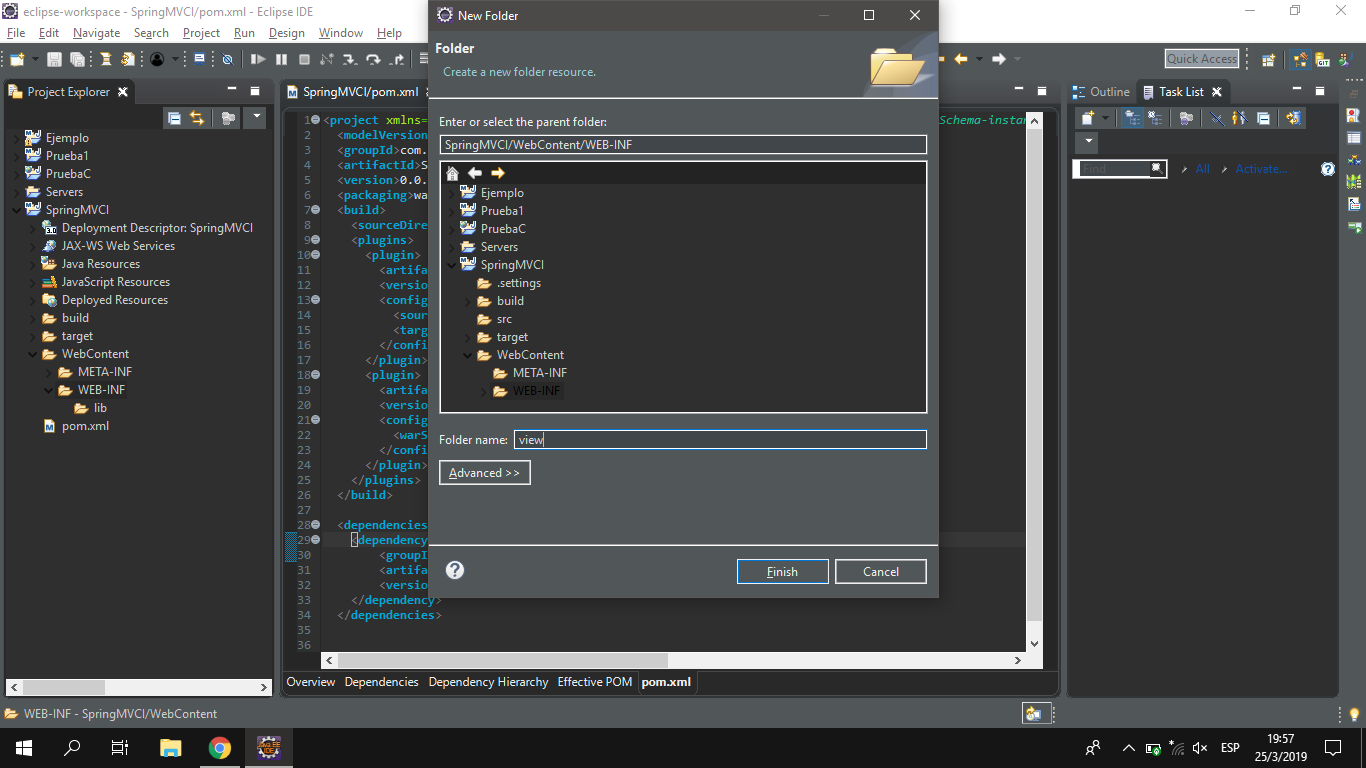 eclipse-workspace - SpringMVCI/pom.xml - Eclipse IDE
File Edit Navigate Search Project Run Design Window Help
Quick Access
Project Explorer
Ejemplo
Prueba1
PruebaC
Servers
SpringMVCI
Deployment Descriptor: SpringMVCI
JAX-WS Web Services
Java Resources
JavaScript Resources
Deployed Resources
build
target
WebContent
META-INF
WEB-INF
lib
pom.xml
SpringMVCI/pom.xml
1 <project xmlns= Schema-instan
2 <modelVersion
3 <groupId>com.
4 <artifactId>S
5 <version>0.0.
6 <packaging>wa
7 <build>
8 <sourceDire
9 <plugins>
10 <plugin>
11 <artifa
12 <versio
13 <config
14 <sou
15 <targ
16 </confi
17 </plugin>
18 <plugin>
19 <artifa
20 <versio
21 <config
22 <warS
23 </confi
24 </plugin>
25 </plugins>
26 </build>
27
28 <dependencies
29 <dependency
30 <groupI
31 <artifa
32 <versio
33 </dependency>
34 </dependencies>
35
36
Overview Dependencies Dependency Hierarchy Effective POM pom.xml
New Folder
Folder
Create a new folder resource.
Enter or select the parent folder:
SpringMVCI/WebContent/WEB-INF
Ejemplo
Prueba1
PruebaC
Servers
SpringMVCI
.settings
build
src
target
WebContent
META-INF
WEB-INF
Folder name: view
Advanced >>
Finish Cancel
Outline Task List
Find All Activate...
WEB-INF - SpringMVCI/WebContent
ESP
19:57
25/3/2019